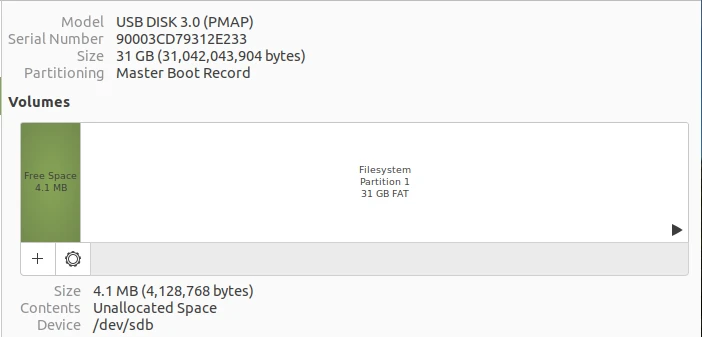 Model USB DISK 3.0 (PMAP)
Serial Number 90003CD79312E233
Size 31 GB (31,042,043,904 bytes)
Partitioning Master Boot Record
Volumes
Free Space
4.1 MB
Filesystem
Partition 1
31 GB FAT
Size 4.1 MB (4,128,768 bytes)
Contents Unallocated Space
Device /dev/sdb